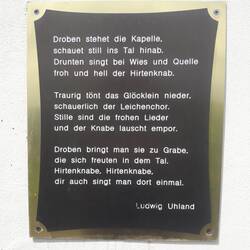 Droben stehet die Kapelle,
schauet still ins Tal hinab.
Drunten singt bei Wies und Quelle
froh und hell der Hirtenknab.
Traurig tönt das Glöcklein nieder,
schauerlich der Leichenchor.
Stille sind die frohen Lieder
und der Knabe lauscht empor.
Droben bringt man sie zu Grabe,
die sich freuten in dem Tal.
Hirtenknabe, Hirtenknabe,
dir auch singt man dort einmal.
Ludwig Uhland